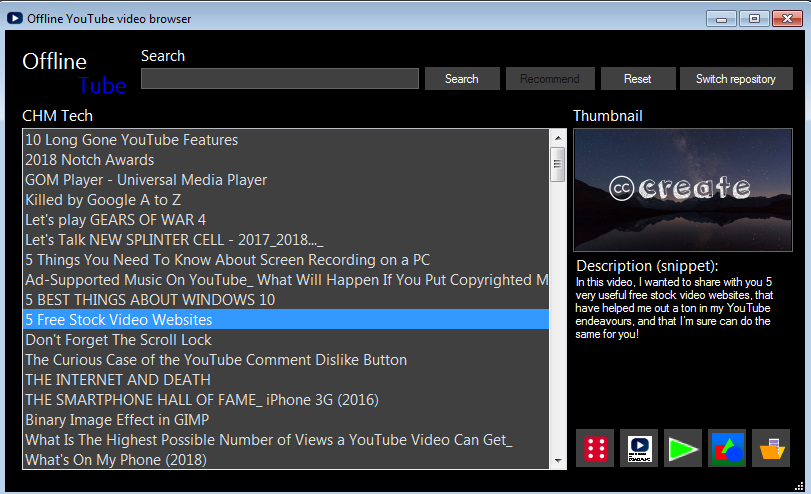 Offline YouTube video browser
Offline
Tube
Search
Search
Recommend
Reset
Switch repository
CHM Tech
10 Long Gone YouTube Features
2018 Notch Awards
GOM Player - Universal Media Player
Killed by Google A to Z
Let's play GEARS OF WAR 4
Let's Talk NEW SPLINTER CELL - 2017_2018..._
5 Things You Need To Know About Screen Recording on a PC
Ad-Supported Music On YouTube_ What Will Happen If You Put Copyrighted M
5 BEST THINGS ABOUT WINDOWS 10
5 Free Stock Video Websites
Don't Forget The Scroll Lock
The Curious Case of the YouTube Comment Dislike Button
THE INTERNET AND DEATH
THE SMARTPHONE HALL OF FAME_ iPhone 3G (2016)
Binary Image Effect in GIMP
What Is The Highest Possible Number of Views a YouTube Video Can Get_
What's On My Phone (2018)
Thumbnail
cc create
Description (snippet):
In this video, I wanted to share with you 5
very useful free stock video websites, that
have helped me out a ton in my YouTube
endeavours, and that I'm sure can do the
same for you!